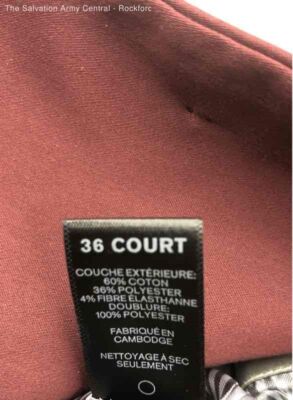 The Salvation Army Central - Rockford
36 COURT
COUCHE EXTÉRIEURE:
60% COTON
36% POLYESTER
4% FIBRE ÉLASTHANNE
DOUBLURE:
100% POLYESTER
FABRIQUÉ EN
CAMBODGE
NETTOYAGE À SEC
SEULEMENT